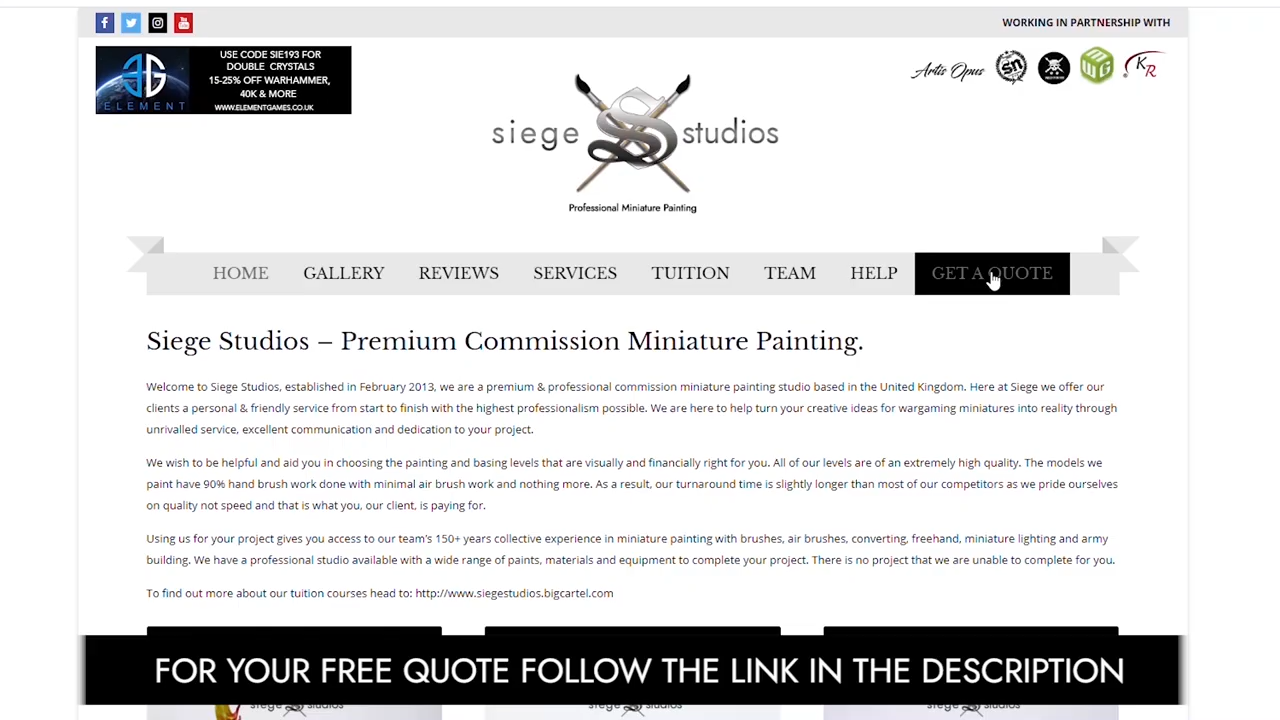 WORKING IN PARTNERSHIP WITH
USE CODE SIE193 FOR
DOUBLE CRYSTALS
15-25% OFF WARHAMMER,
40K & MORE
WWW.ELEMENTGAMES.CO.UK
ELEMENT
Artis Opus
KR
siege S studios
Professional Miniature Painting
HOME GALLERY REVIEWS SERVICES TUITION TEAM HELP GET A QUOTE
Siege Studios – Premium Commission Miniature Painting.
Welcome to Siege Studios, established in February 2013, we are a premium & professional commission miniature painting studio based in the United Kingdom. Here at Siege we offer our
clients a personal & friendly service from start to finish with the highest professionalism possible. We are here to help turn your creative ideas for wargaming miniatures into reality through
unrivalled service, excellent communication and dedication to your project.
We wish to be helpful and aid you in choosing the painting and basing levels that are visually and financially right for you. All of our levels are of an extremely high quality. The models we
paint have 90% hand brush work done with minimal air brush work and nothing more. As a result, our turnaround time is slightly longer than most of our competitors as we pride ourselves
on quality not speed and that is what you, our client, is paying for.
Using us for your project gives you access to our team's 150+ years collective experience in miniature painting with brushes, air brushes, converting, freehand, miniature lighting and army
building. We have a professional studio available with a wide range of paints, materials and equipment to complete your project. There is no project that we are unable to complete for you.
To find out more about our tuition courses head to: http://www.siegestudios.bigcartel.com
FOR YOUR FREE QUOTE FOLLOW THE LINK IN THE DESCRIPTION